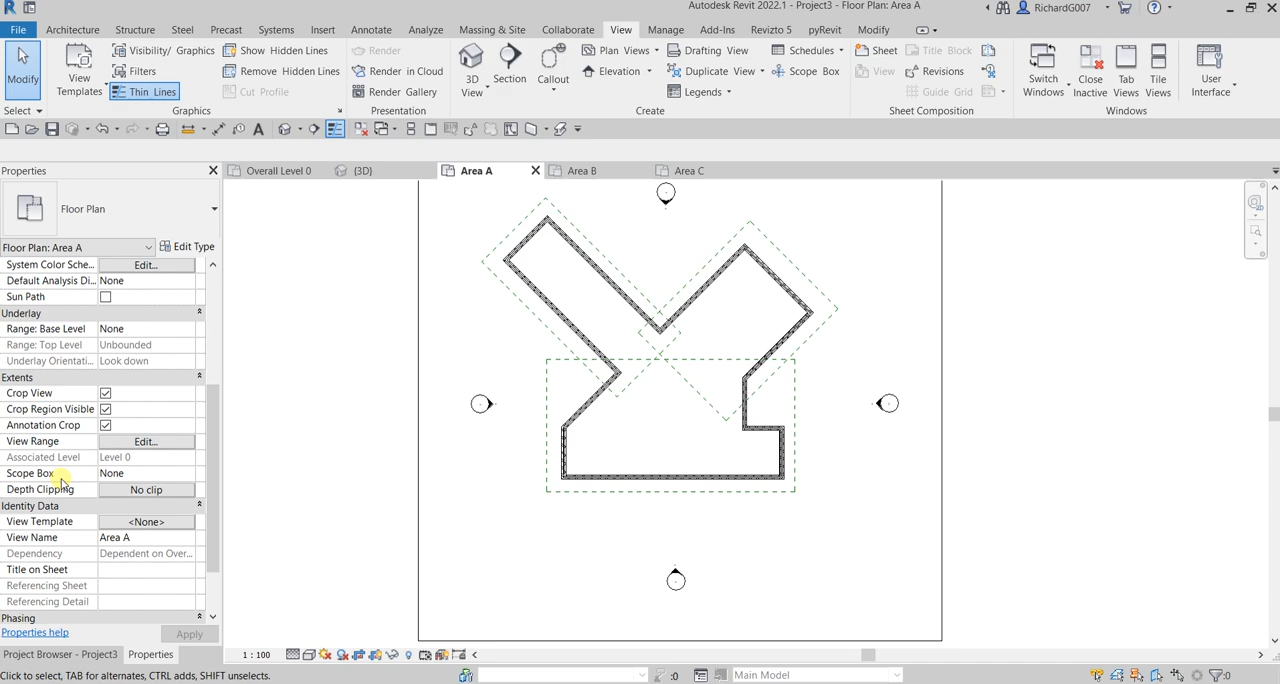 Autodesk Revit 2022.1 - Project3 - Floor Plan: Area A
RichardG007
File Architecture Structure Steel Precast Systems Insert Annotate Analyze Massing & Site Collaborate View Manage Add-Ins Revizto 5 pyRevit Modify
Modify
View Templates
Visibility/ Graphics
Filters
Thin Lines
Show Hidden Lines
Remove Hidden Lines
Cut Profile
Render
Render in Cloud
Render Gallery
3D View
Section
Callout
Plan Views
Elevation
Drafting View
Duplicate View
Legends
Schedules
Scope Box
Sheet
View
Title Block
Revisions
Guide Grid
Switch Windows
Close Inactive
Tab Views
Tile Views
User Interface
Select
Graphics
Presentation
Create
Sheet Composition
Windows
Properties
Overall Level 0
{3D}
Area A
Area B
Area C
Floor Plan
Floor Plan: Area A
Edit Type
System Color Sche... Edit...
Default Analysis Di... None
Sun Path
Underlay
Range: Base Level None
Range: Top Level Unbounded
Underlay Orientati... Look down
Extents
Crop View
Crop Region Visible
Annotation Crop
View Range Edit...
Associated Level Level 0
Scope Box None
Depth Clipping No clip
Identity Data
View Template <None>
View Name Area A
Dependency Dependent on Over...
Title on Sheet
Referencing Sheet
Referencing Detail
Phasing
Properties help
Apply
Project Browser - Project3
Properties
1 : 100
Click to select, TAB for alternates, CTRL adds, SHIFT unselects.
:0
Main Model
:0